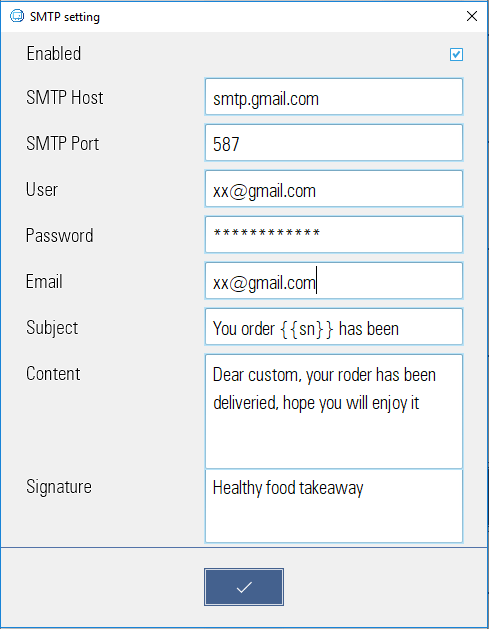 SMTP setting
Enabled
SMTP Host
smtp.gmail.com
SMTP Port
587
User
xx@gmail.com
Password
************
Email
xx@gmail.com
Subject
You order {{sn}} has been
Content
Dear custom, your roder has been
deliveried, hope you will enjoy it
Signature
Healthy food takeaway